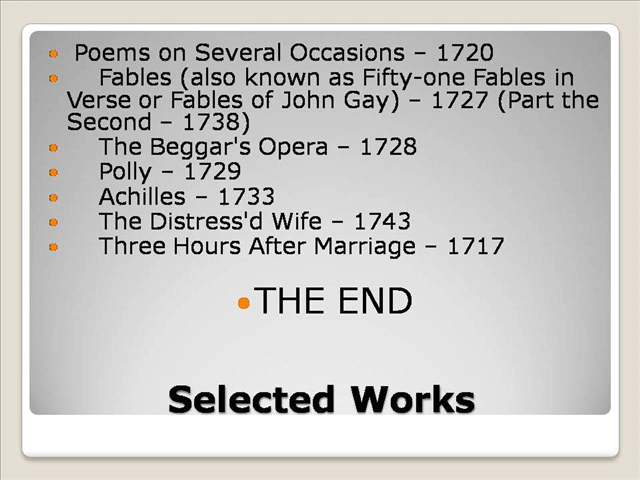 • Poems on Several Occasions – 1720
• Fables (also known as Fifty-one Fables in
Verse or Fables of John Gay) – 1727 (Part the
Second – 1738)
• The Beggar's Opera – 1728
• Polly – 1729
• Achilles – 1733
• The Distress'd Wife – 1743
• Three Hours After Marriage – 1717
• THE END
Selected Works